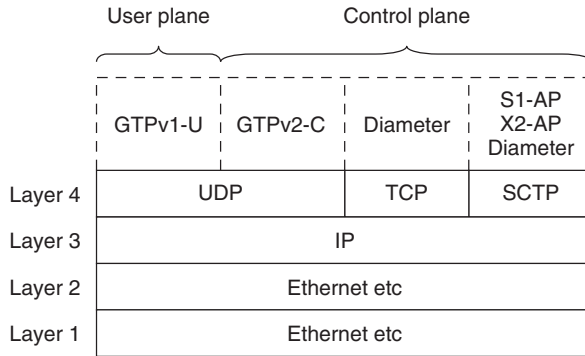 User plane Control plane
GTPv1-U GTPv2-C Diameter S1-AP
X2-AP
Diameter
Layer 4 UDP TCP SCTP
Layer 3 IP
Layer 2 Ethernet etc
Layer 1 Ethernet etc